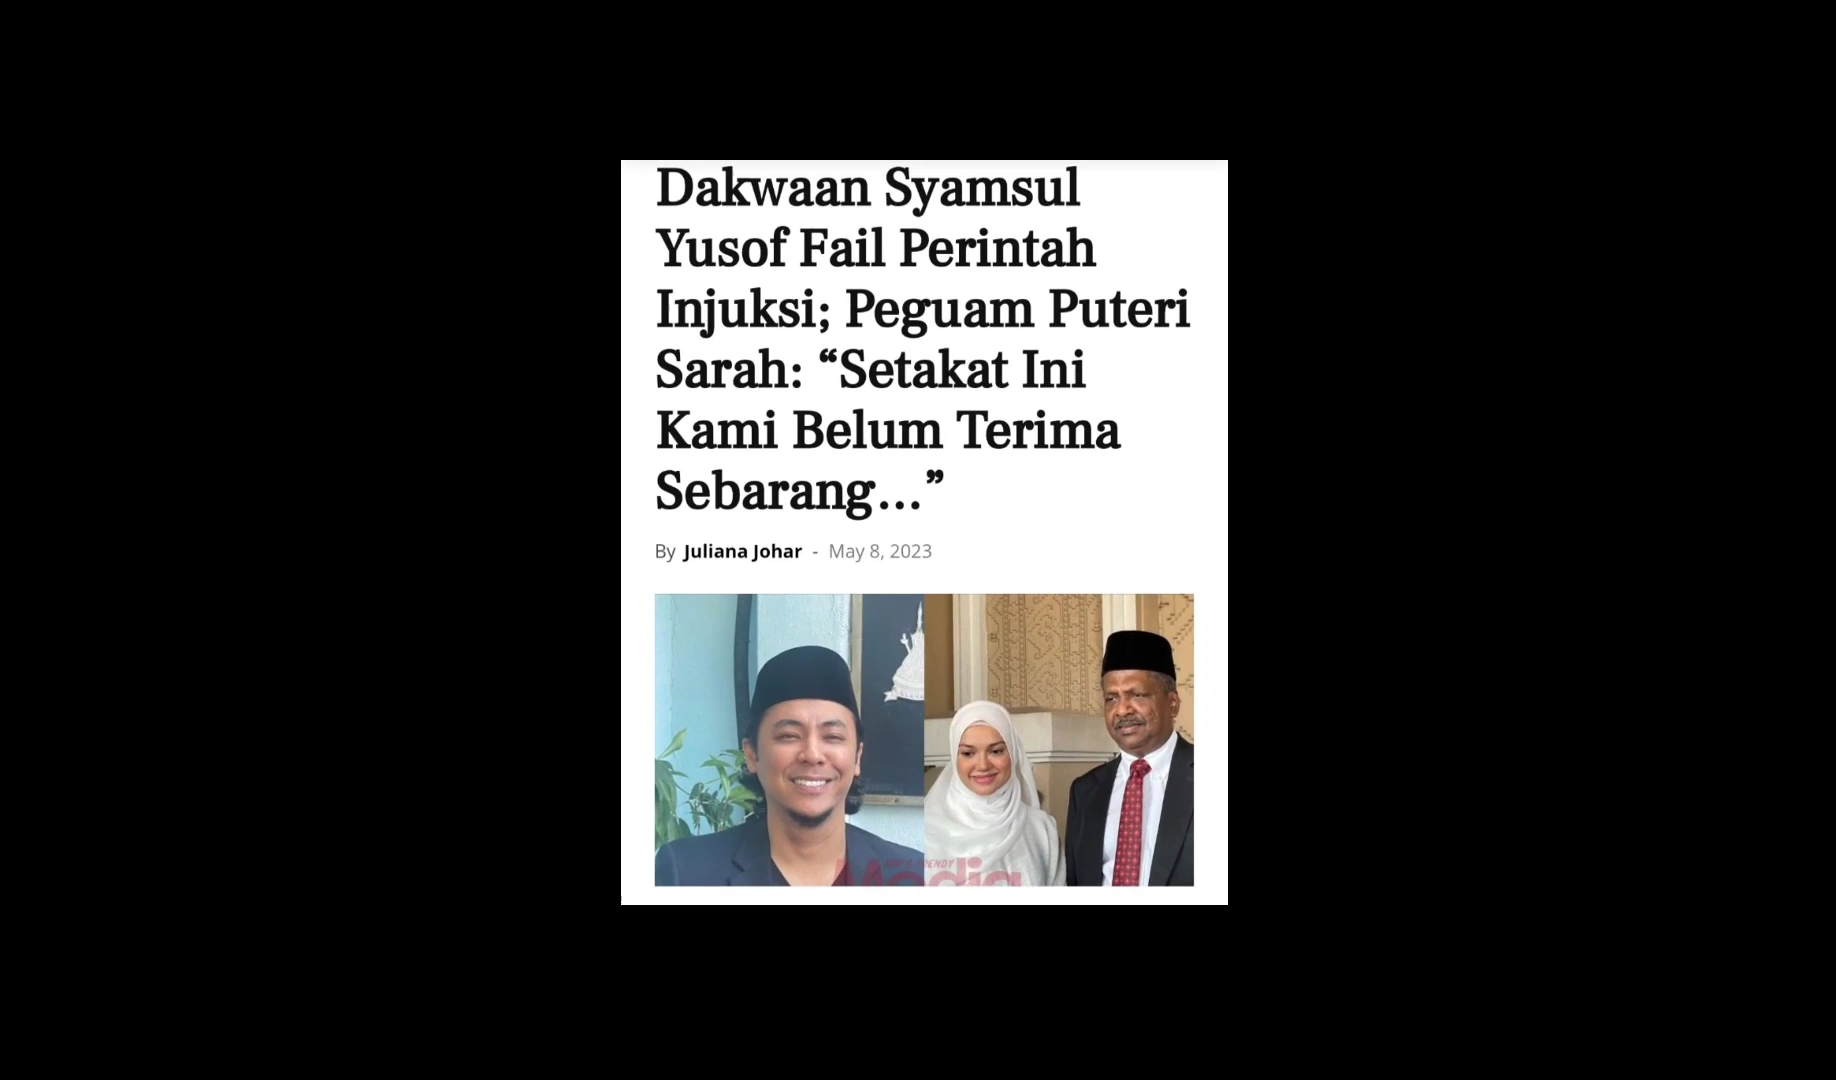 Dakwaan Syamsul
Yusof Fail Perintah
Injuksi; Peguam Puteri
Sarah: “Setakat Ini
Kami Belum Terima
Sebarang...”
By Juliana Johar - May 8, 2023
Media